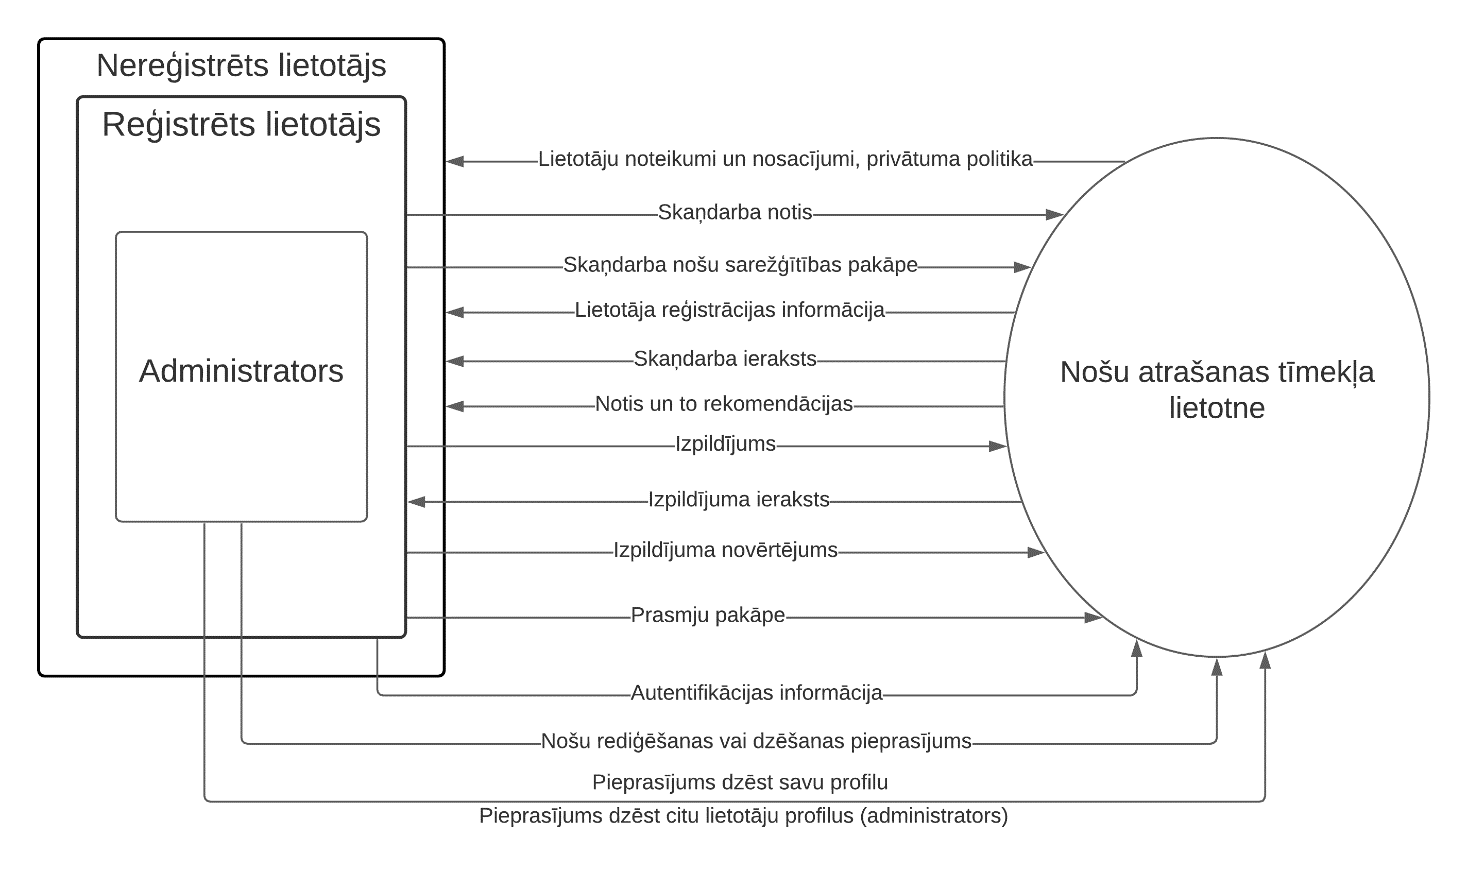 Nereģistrēts lietotājs
Reģistrēts lietotājs
Administrators
Lietotāju noteikumi un nosacījumi, privātuma politika
Skaņdarba notis
Skaņdarba nošu sarežģītības pakāpe
Lietotāja reģistrācijas informācija
Skaņdarba ieraksts
Notis un to rekomendācijas
Izpildījums
Izpildījuma ieraksts
Izpildījuma novērtējums
Prasmju pakāpe
Autentifikācijas informācija
Nošu rediģēšanas vai dzēšanas pieprasījums
Pieprasījums dzēst savu profilu
Pieprasījums dzēst citu lietotāju profilus (administrators)
Nošu atrašanas tīmekļa
lietotne